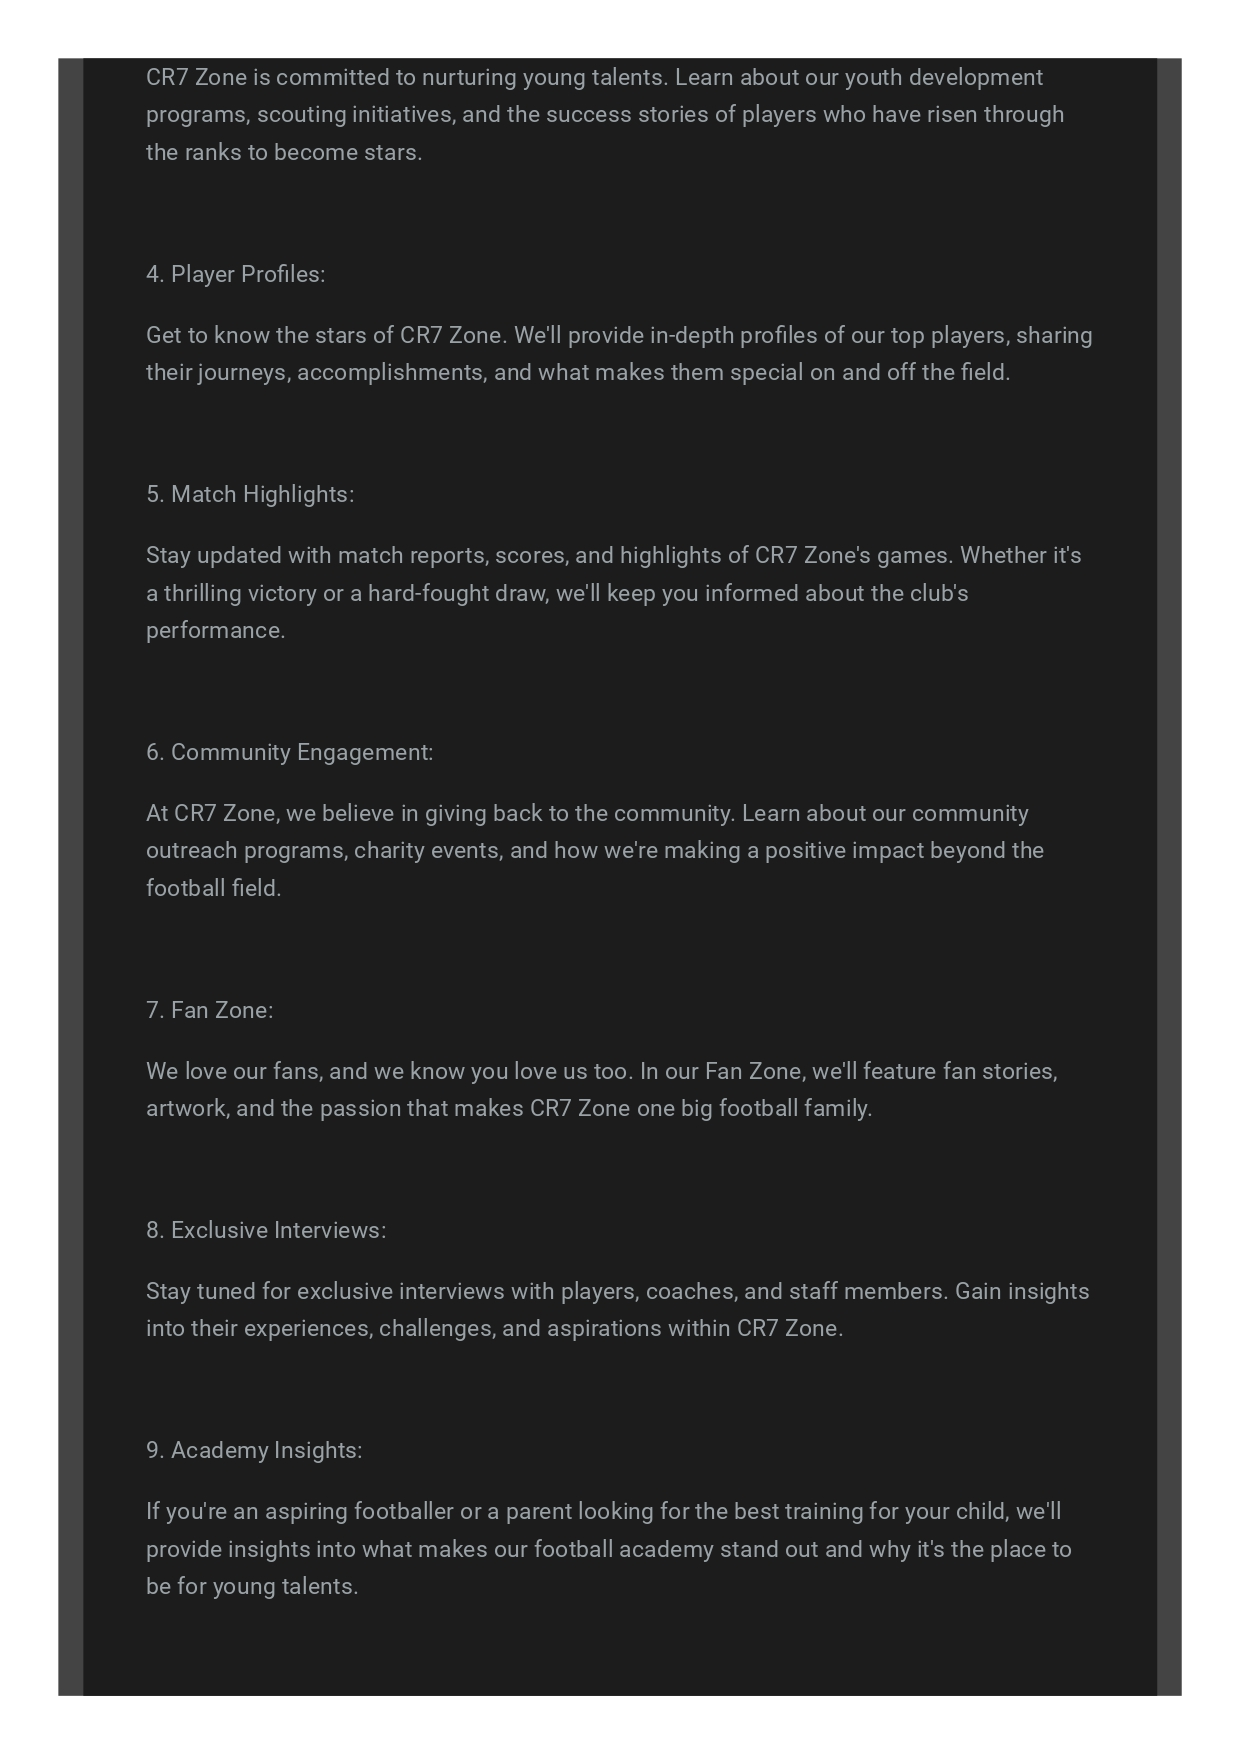 CR7 Zone is committed to nurturing young talents. Learn about our youth development
programs, scouting initiatives, and the success stories of players who have risen through
the ranks to become stars.
4. Player Profiles:
Get to know the stars of CR7 Zone. We'll provide in-depth profiles of our top players, sharing
their journeys, accomplishments, and what makes them special on and off the field.
5. Match Highlights:
Stay updated with match reports, scores, and highlights of CR7 Zone's games. Whether it's
a thrilling victory or a hard-fought draw, we'll keep you informed about the club's
performance.
6. Community Engagement:
At CR7 Zone, we believe in giving back to the community. Learn about our community
outreach programs, charity events, and how we're making a positive impact beyond the
football field.
7. Fan Zone:
We love our fans, and we know you love us too. In our Fan Zone, we'll feature fan stories,
artwork, and the passion that makes CR7 Zone one big football family.
8. Exclusive Interviews:
Stay tuned for exclusive interviews with players, coaches, and staff members. Gain insights
into their experiences, challenges, and aspirations within CR7 Zone.
9. Academy Insights:
If you're an aspiring footballer or a parent looking for the best training for your child, we'll
provide insights into what makes our football academy stand out and why it's the place to
be for young talents.